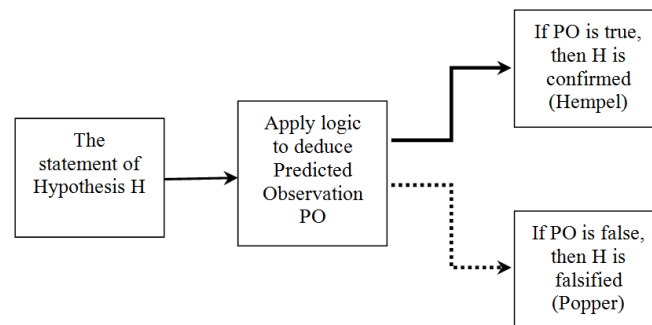 The
statement of
Hypothesis H
Apply logic
to deduce
Predicted
Observation
PO
If PO is true,
then H is
confirmed
(Hempel)
If PO is false,
then H is
falsified
(Popper)